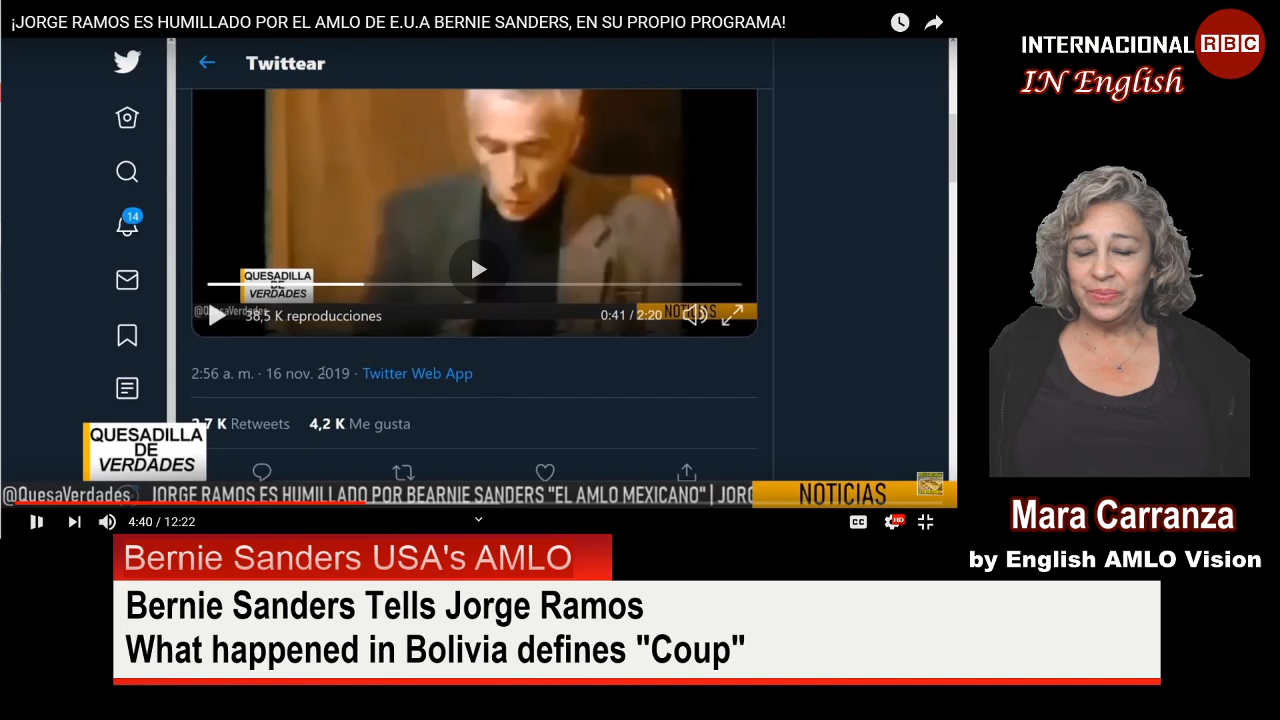 ¡JORGE RAMOS ES HUMILLADO POR EL AMLO DE E.U.A BERNIE SANDERS, EN SU PROPIO PROGRAMA!
INTERNACIONAL RBC
IN English
Twittear
14
QUESADILLA
DE
VERDADES
38,5 K reproducciones
0:41 / 2:20
NOTICIAS
2:56 a. m. · 16 nov. 2019 · Twitter Web App
K Retweets 4,2 K Me gusta
QUESADILLA
DE
VERDADES
@QuesaVerdades JORGE RAMOS ES HUMILLADO POR BEARNIE SANDERS "EL AMLO MEXICANO" | JORG
NOTICIAS
4:40 / 12:22
CC
HD
Mara Carranza
by English AMLO Vision
Bernie Sanders USA's AMLO
Bernie Sanders Tells Jorge Ramos
What happened in Bolivia defines "Coup"